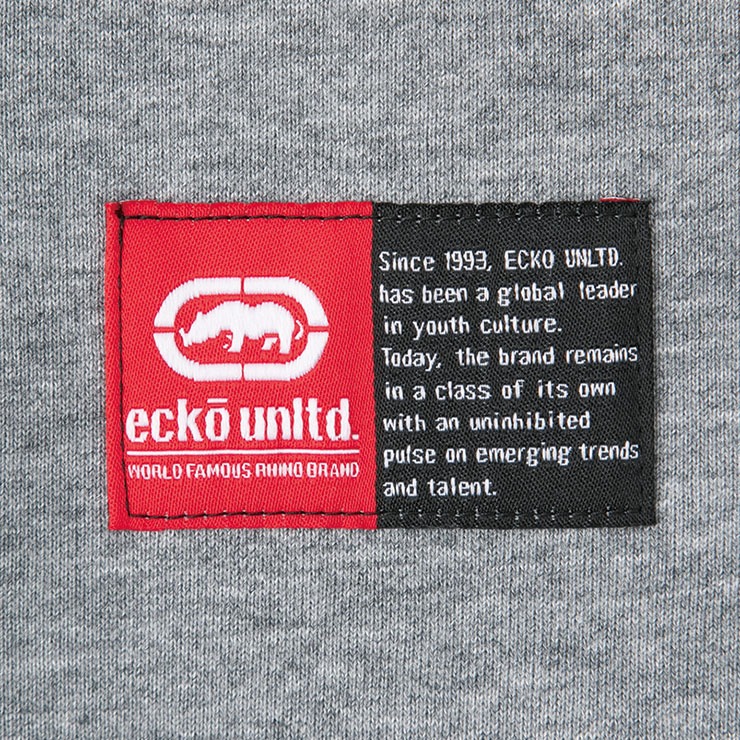 eckō unltd.
WORLD FAMOUS RHINO BRAND
Since 1993, ECKO UNLTD.
has been a global leader
in youth culture.
Today, the brand remains
in a class of its own
with an uninhibited
pulse on emerging trends
and talent.